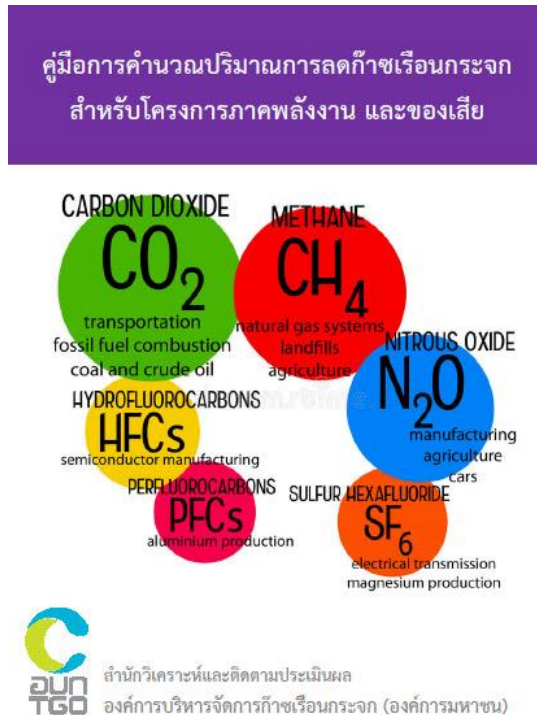 คู่มือการคำนวณปริมาณการลดก๊าซเรือนกระจก
สำหรับโครงการภาคพลังงาน และของเสีย
CARBON DIOXIDE
CO2
transportation
fossil fuel combustion
coal and crude oil
METHANE
CH4
natural gas systems
landfills
agriculture
NITROUS OXIDE
N2O
manufacturing
agriculture
cars
HYDROFLUOROCARBONS
HFCs
semiconductor manufacturing
PERFLUOROCARBONS
PFCs
aluminium production
SULFUR HEXAFLUORIDE
SF6
electrical transmission
magnesium production
อบก
TGO
สำนักวิเคราะห์และติดตามประเมินผล
องค์การบริหารจัดการก๊าซเรือนกระจก (องค์การมหาชน)